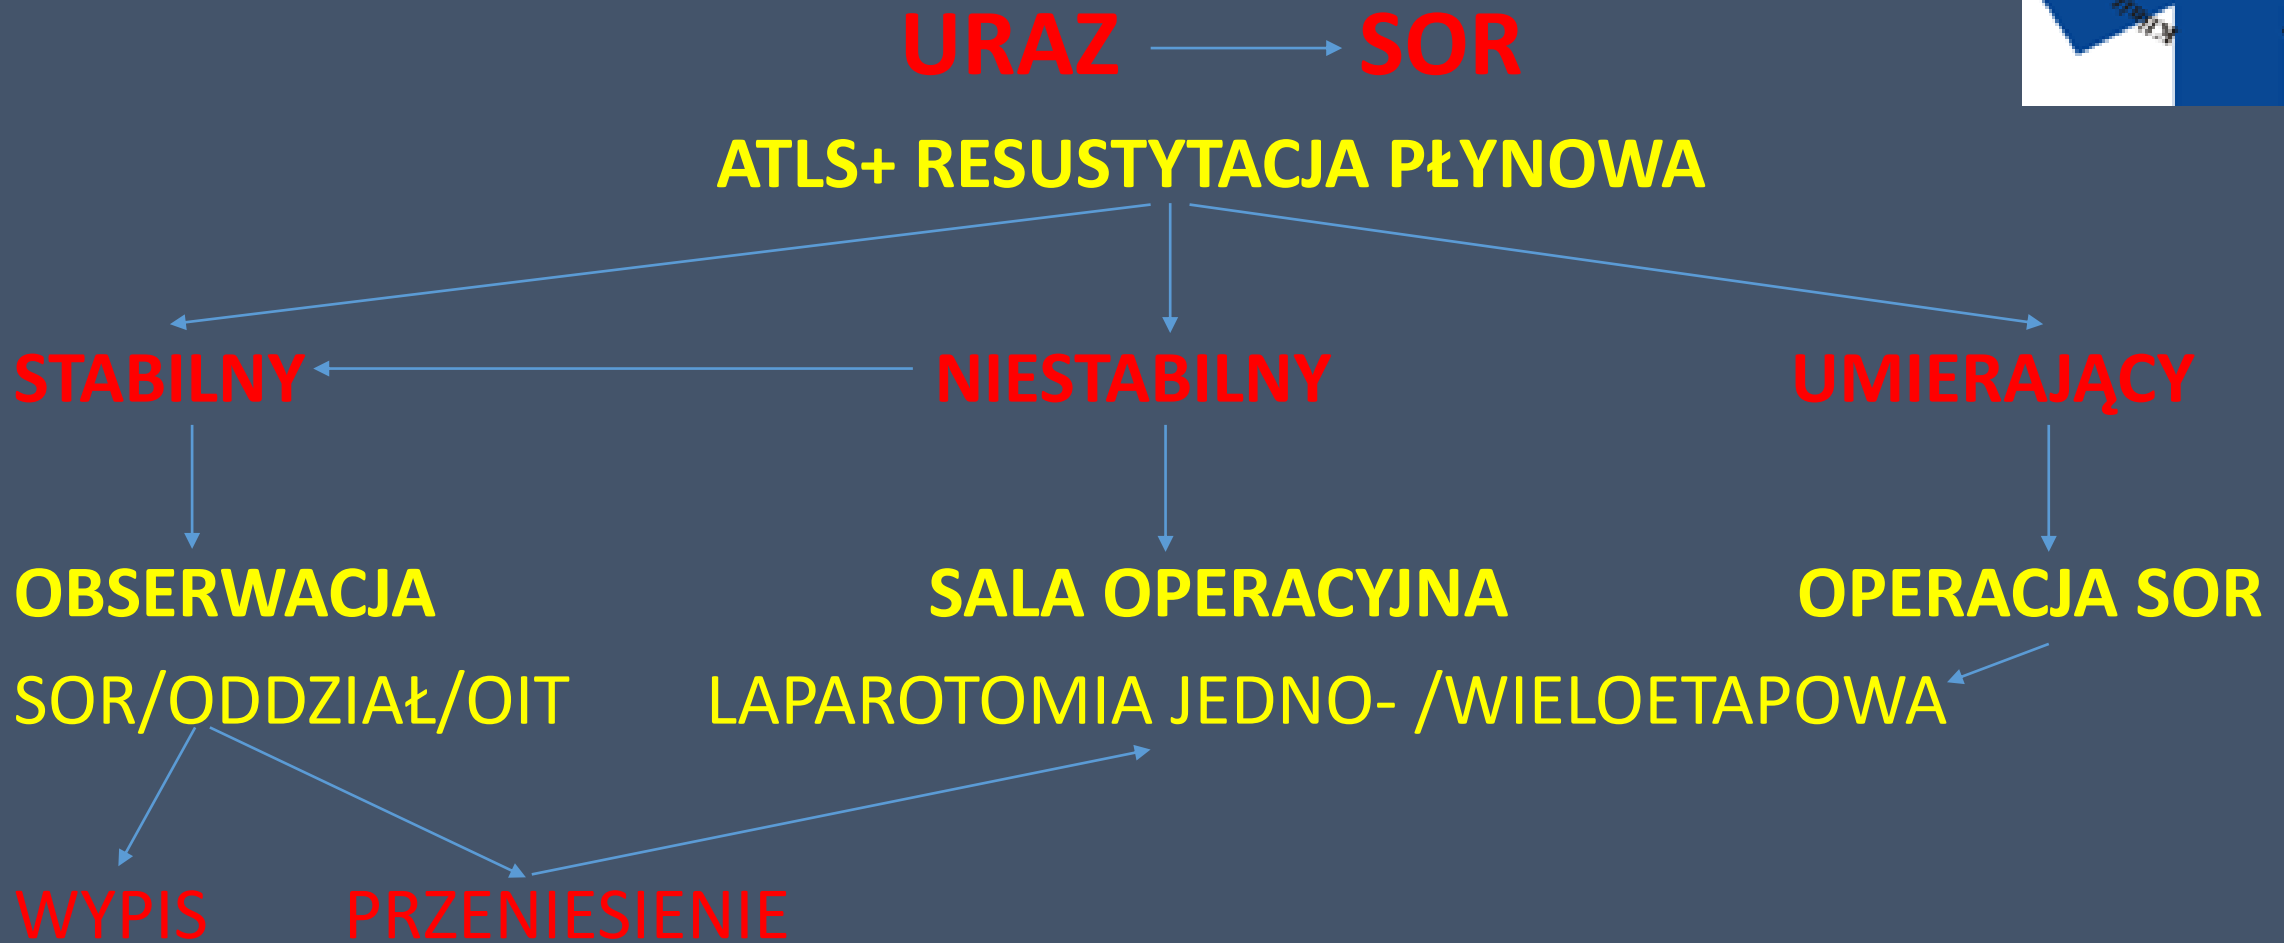 URAZ SOR
ATLS+ RESUSTYTACJA PŁYNOWA
STABILNY NIESTABILNY UMIERAJĄCY
OBSERWACJA SALA OPERACYJNA OPERACJA SOR
SOR/ODDZIAŁ/OIT LAPAROTOMIA JEDNO- /WIELOETAPOWA
WYPIS PRZENIESIENIE